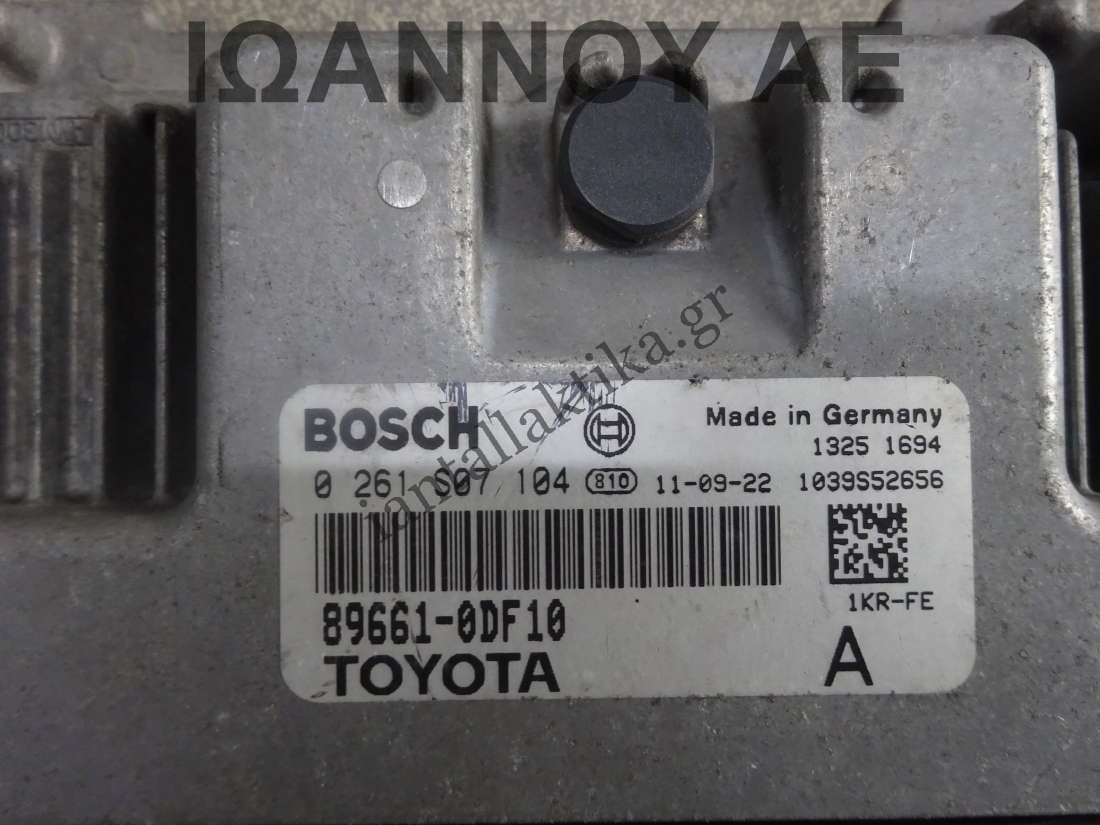 ΙΩΑΝΝΟΥ ΑΕ
BOSCH
Made in Germany
1325 1694
0 261 S07 104 810 11-09-22 1039S52656
iantallaktika.gr
1KR-FE
89661-0DF10
TOYOTA
A